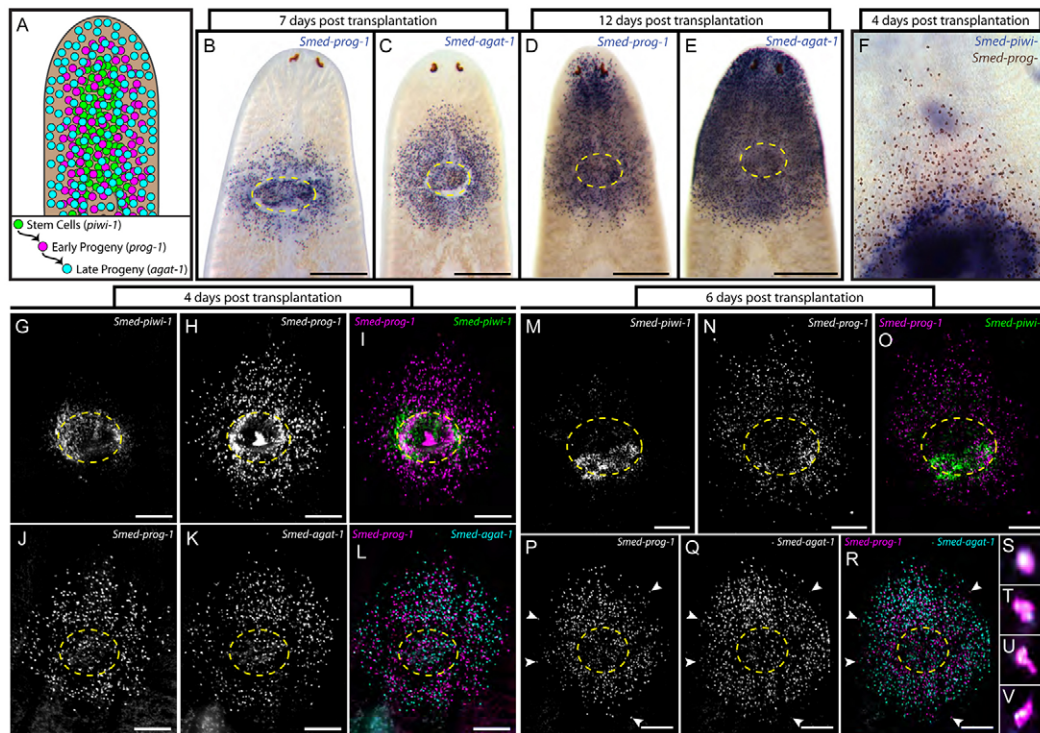 7 days post transplantation
12 days post transplantation
4 days post transplantation
A
B
Smed-prog-1
C
Smed-agat-1
D
Smed-prog-1
E
Smed-agat-1
F
Smed-piwi-
Smed-prog-
Stem Cells (piwi-1)
Early Progeny (prog-1)
Late Progeny (agat-1)
4 days post transplantation
6 days post transplantation
G
Smed-piwi-1
H
Smed-prog-1
I
Smed-prog-1
Smed-piwi-1
M
Smed-piwi-1
N
Smed-prog-1
O
Smed-prog-1
Smed-piwi-
J
Smed-prog-1
K
Smed-agat-1
L
Smed-prog-1
Smed-agat-1
P
Smed-prog-1
Q
Smed-agat-1
R
Smed-prog-1
Smed-agat-1
S
T
U
V